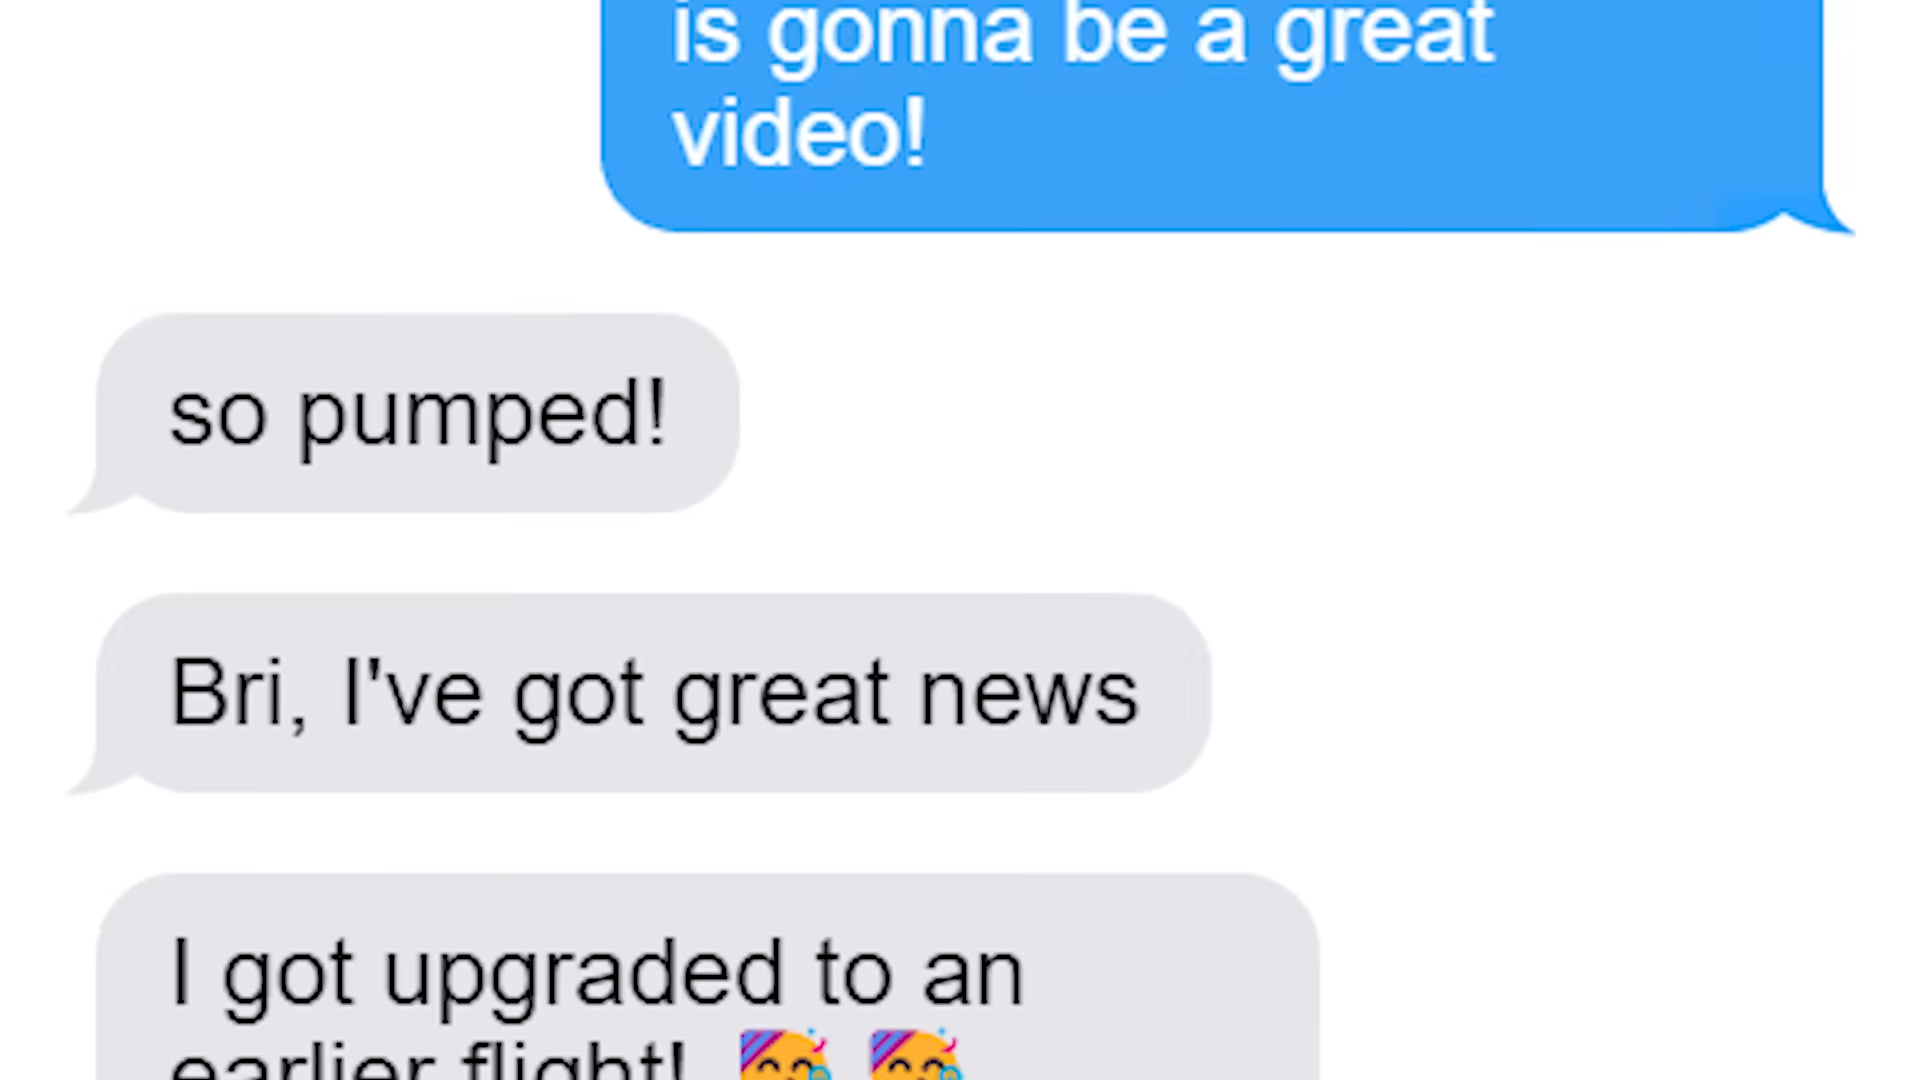 is gonna be a great
video!
so pumped!
Bri, I've got great news
I got upgraded to an
earlier flight! 🥳 🥳